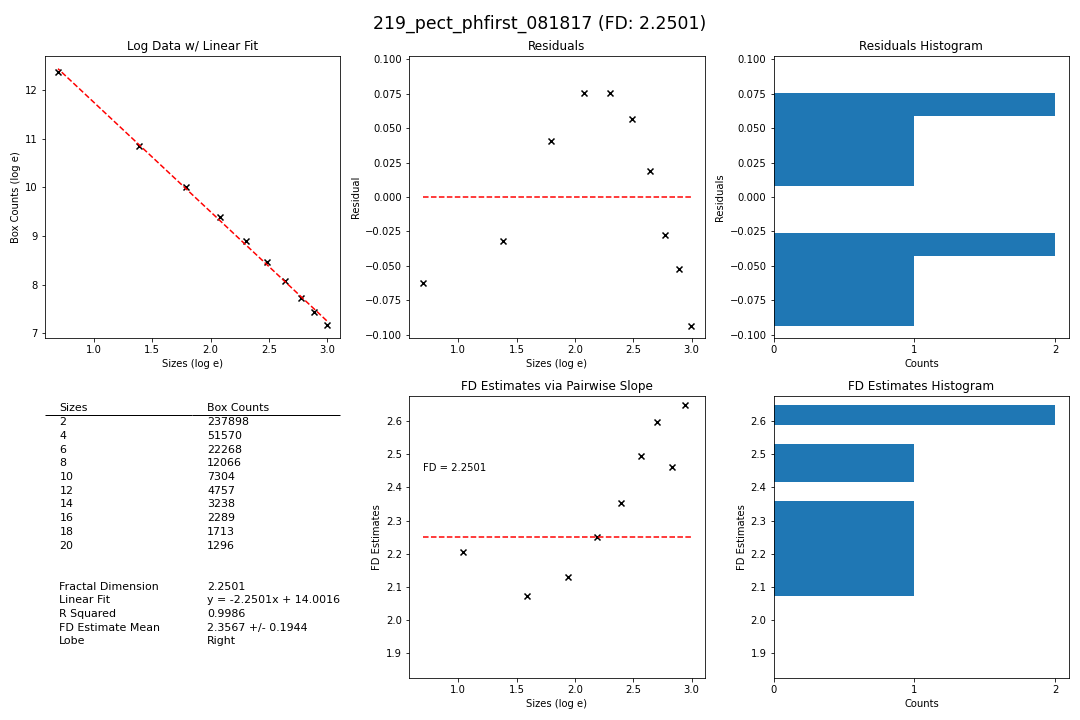 219_pect_phfirst_081817 (FD: 2.2501)
Log Data w/ Linear Fit
12
11
10
9
8
7
1.0 1.5 2.0 2.5 3.0
Box Counts (log e)
Sizes (log e)
Residuals
0.100
0.075
0.050
0.025
0.000
−0.025
−0.050
−0.075
−0.100
1.0 1.5 2.0 2.5 3.0
Residual
Sizes (log e)
Residuals Histogram
0.100
0.075
0.050
0.025
0.000
−0.025
−0.050
−0.075
−0.100
0 1 2
Residuals
Counts
Sizes Box Counts
2 237898
4 51570
6 22268
8 12066
10 7304
12 4757
14 3238
16 2289
18 1713
20 1296
Fractal Dimension 2.2501
Linear Fit y = -2.2501x + 14.0016
R Squared 0.9986
FD Estimate Mean 2.3567 +/- 0.1944
Lobe Right
FD Estimates via Pairwise Slope
2.6
2.5
2.4
2.3
2.2
2.1
2.0
1.9
FD = 2.2501
1.0 1.5 2.0 2.5 3.0
FD Estimates
Sizes (log e)
FD Estimates Histogram
2.6
2.5
2.4
2.3
2.2
2.1
2.0
1.9
0 1 2
FD Estimates
Counts